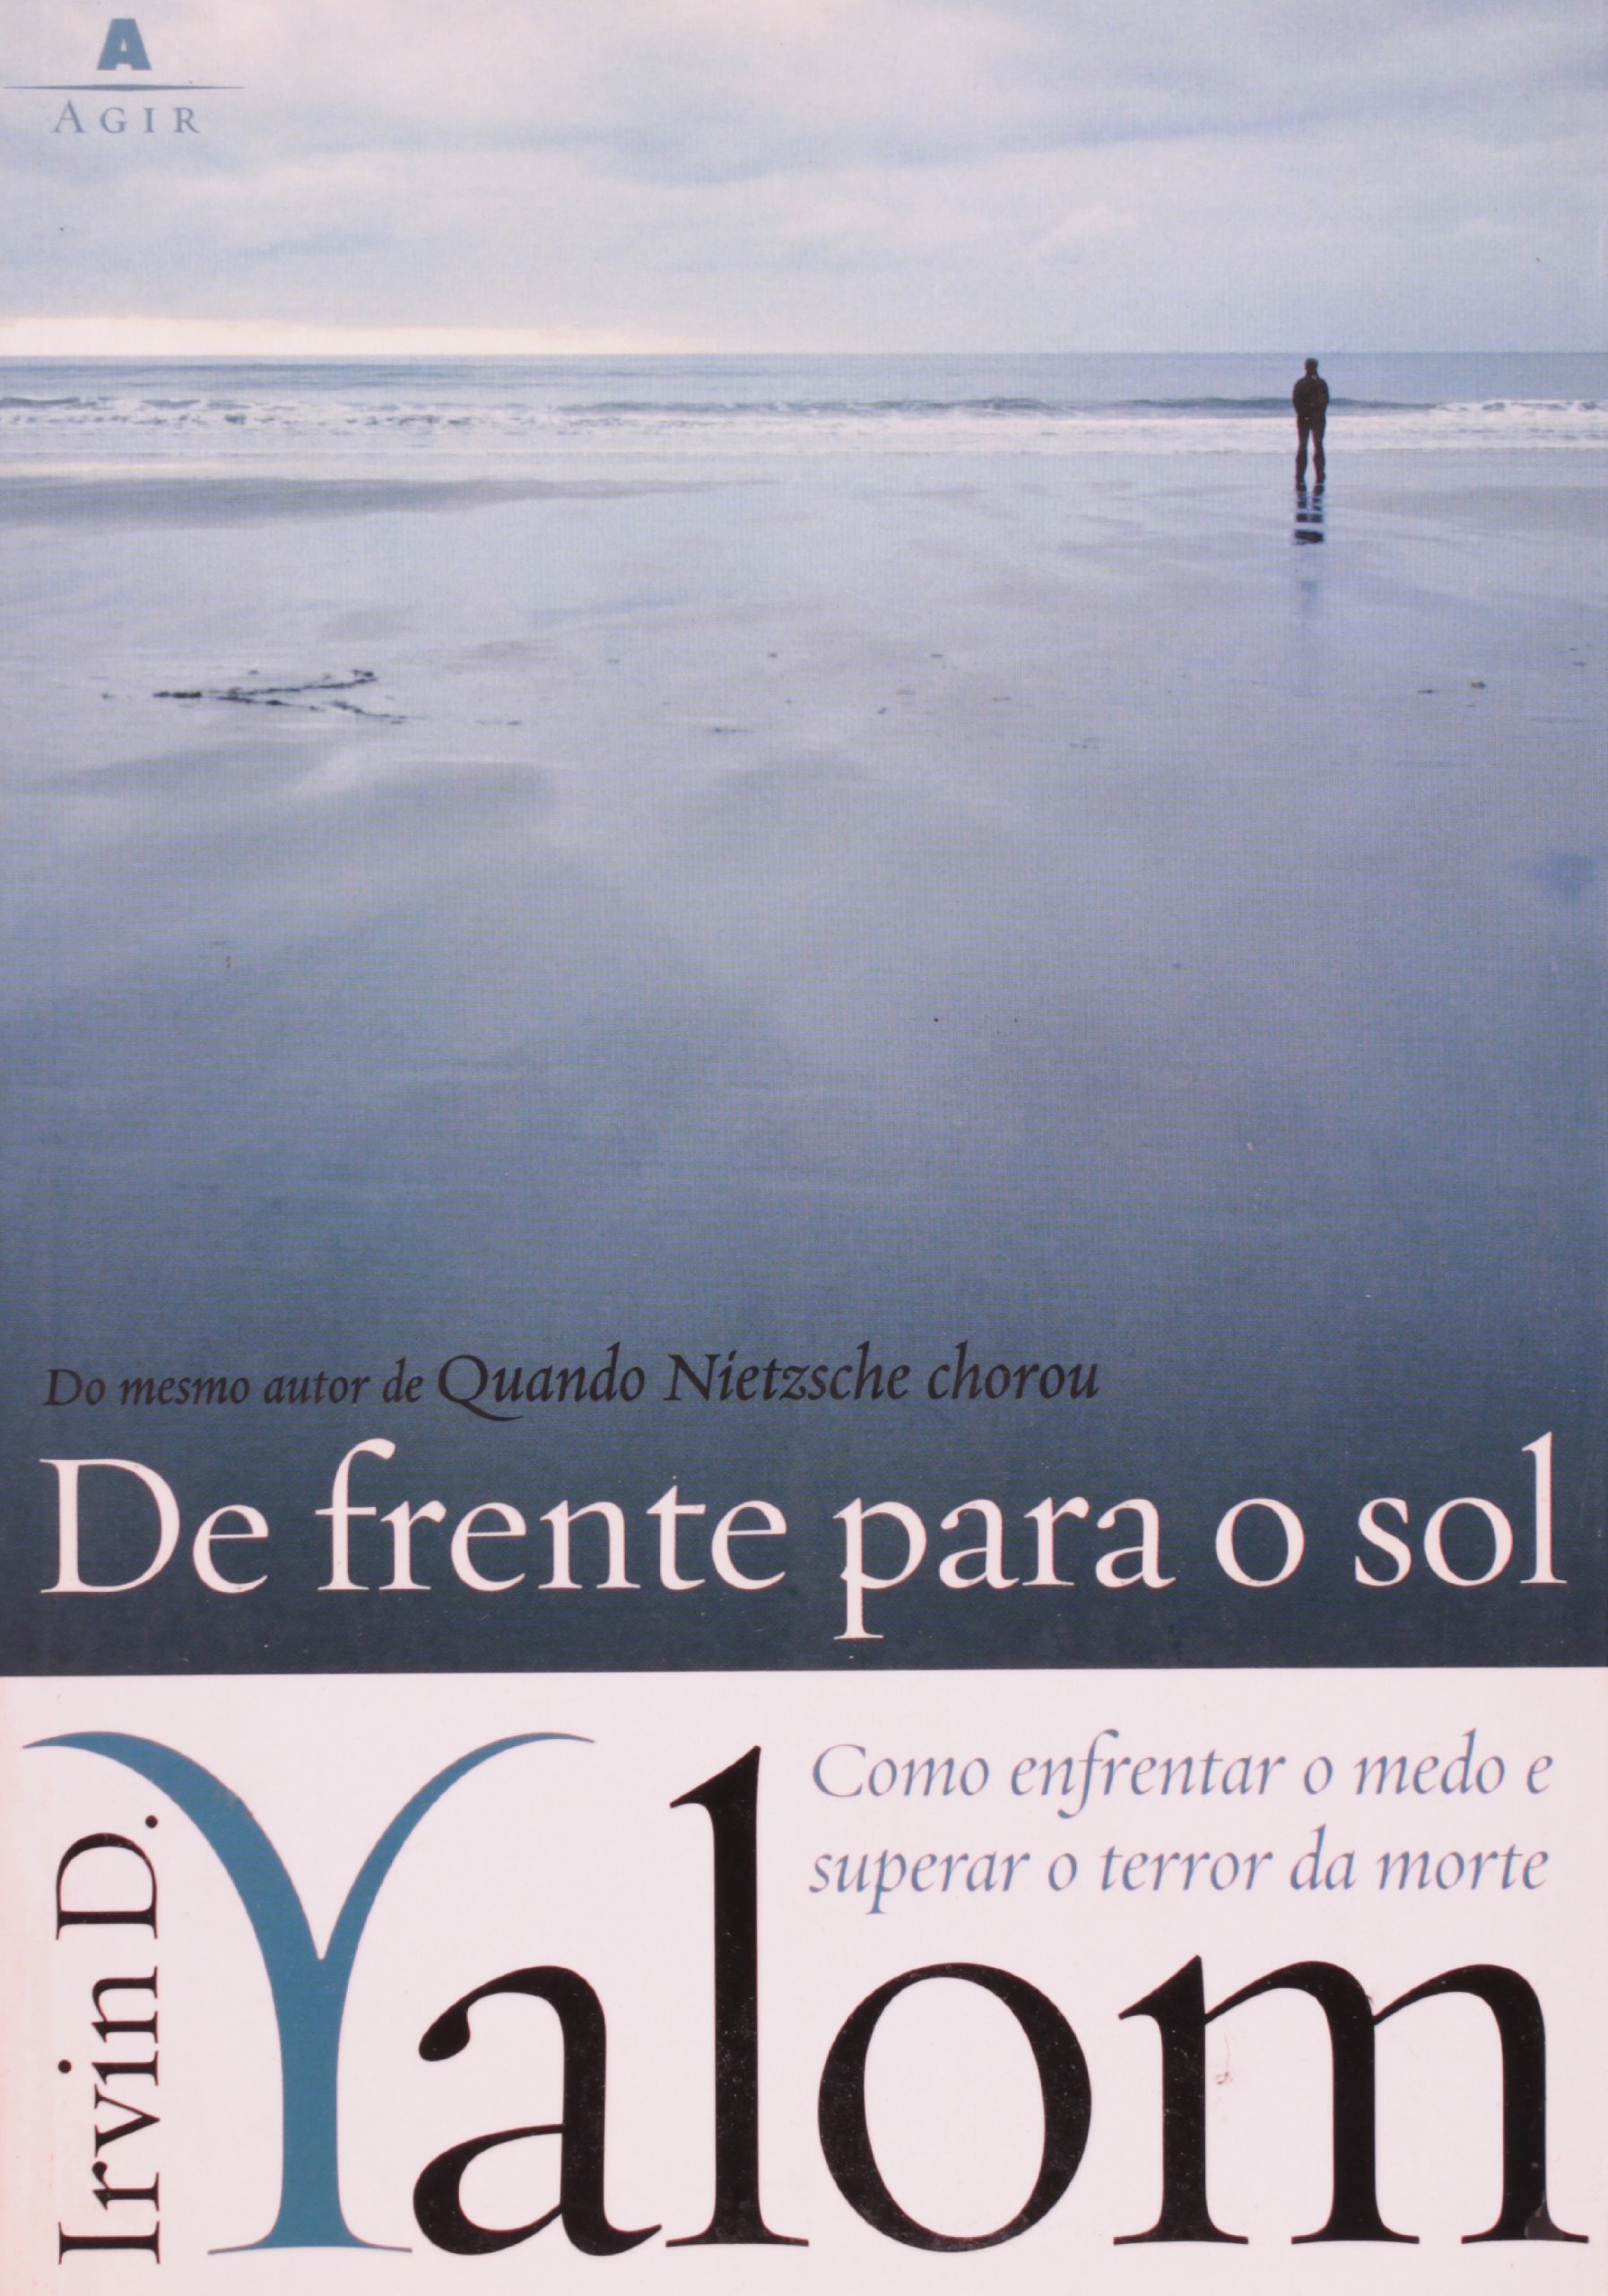 A
AGIR
Do mesmo autor de Quando Nietzsche chorou
De frente para o sol
Como enfrentar o medo e
superar o terror da morte
Irvin D.
Yalom